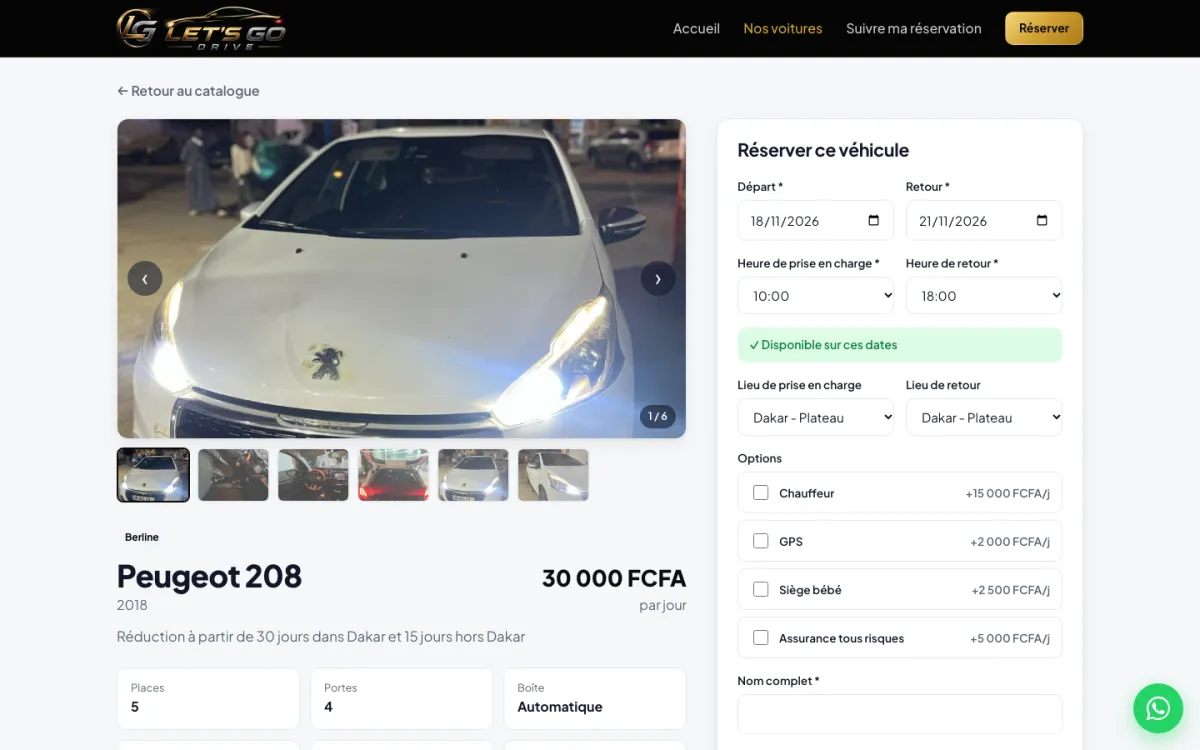 LG LET'S GO
DRIVE
Accueil
Nos voitures
Suivre ma réservation
Réserver
← Retour au catalogue
‹
›
1 / 6
Berline
Peugeot 208
2018
30 000 FCFA
par jour
Réduction à partir de 30 jours dans Dakar et 15 jours hors Dakar
Places
5
Portes
4
Boîte
Automatique
Réserver ce véhicule
Départ *
18/11/2026
Retour *
21/11/2026
Heure de prise en charge *
10:00
Heure de retour *
18:00
✓ Disponible sur ces dates
Lieu de prise en charge
Dakar - Plateau
Lieu de retour
Dakar - Plateau
Options
Chauffeur +15 000 FCFA/j
GPS +2 000 FCFA/j
Siège bébé +2 500 FCFA/j
Assurance tous risques +5 000 FCFA/j
Nom complet *